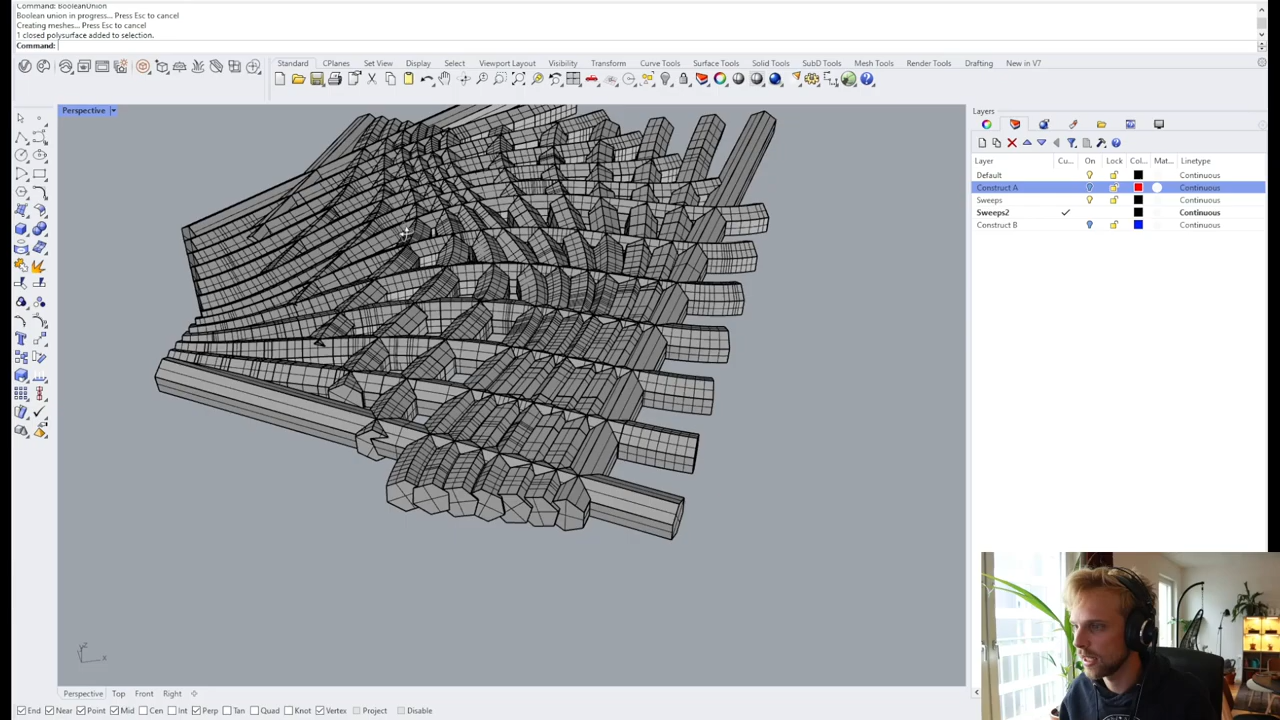 Command: BooleanUnion
Boolean union in progress... Press Esc to cancel
Creating meshes... Press Esc to cancel
1 closed polysurface added to selection.
Command:
Standard CPlanes Set View Display Select Viewport Layout Visibility Transform Curve Tools Surface Tools Solid Tools SubD Tools Mesh Tools Render Tools Drafting New in V7
Perspective
Layers
Layer Cu... On Lock Col... Mat... Linetype
Default Continuous
Construct A Continuous
Sweeps Continuous
Sweeps2 Continuous
Construct B Continuous
z x
Perspective Top Front Right
End Near Point Mid Cen Int Perp Tan Quad Knot Vertex Project Disable